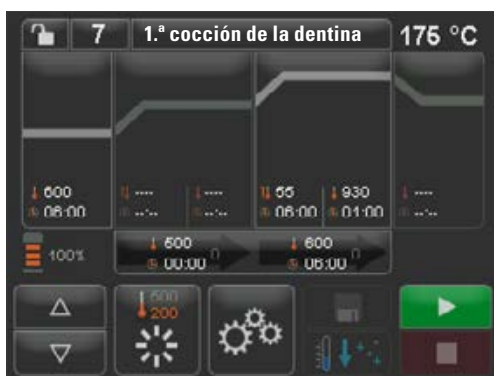 7 1.ª cocción de la dentina 175 °C
600 ---- ---- 55 930 ----
06:00 --:-- --:-- 06:00 01:00 --:--
500 600
100% 00:00 06:00
500
200